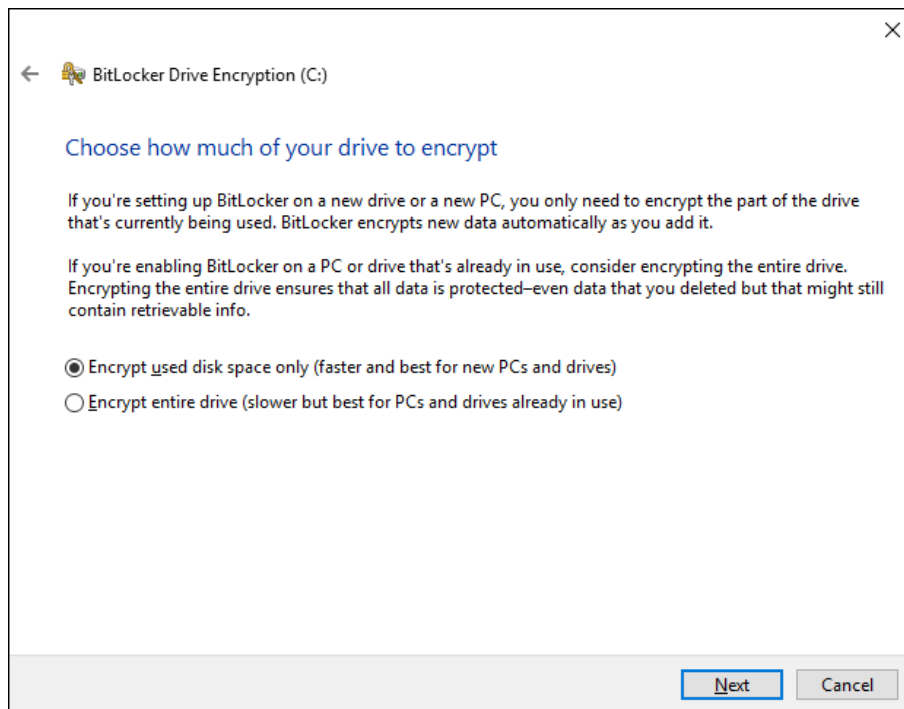 BitLocker Drive Encryption (C:)
Choose how much of your drive to encrypt
If you're setting up BitLocker on a new drive or a new PC, you only need to encrypt the part of the drive
that's currently being used. BitLocker encrypts new data automatically as you add it.
If you're enabling BitLocker on a PC or drive that's already in use, consider encrypting the entire drive.
Encrypting the entire drive ensures that all data is protected–even data that you deleted but that might still
contain retrievable info.
Encrypt used disk space only (faster and best for new PCs and drives)
Encrypt entire drive (slower but best for PCs and drives already in use)
Next Cancel